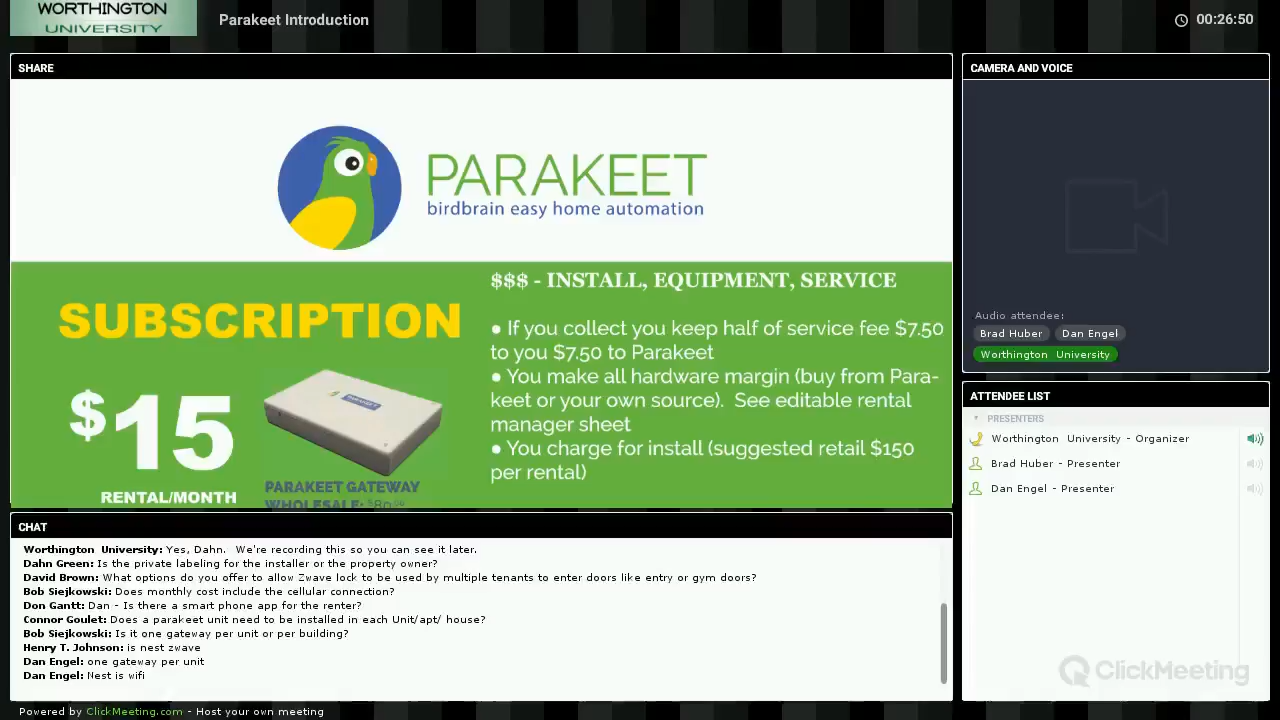 WORTHINGTON
UNIVERSITY
Parakeet Introduction
00:26:50
SHARE
PARAKEET
birdbrain easy home automation
SUBSCRIPTION
$15
RENTAL/MONTH
PARAKEET
PARAKEET GATEWAY
WHOLESALE: $80.00
$$$ - INSTALL, EQUIPMENT, SERVICE
● If you collect you keep half of service fee $7.50
to you $7.50 to Parakeet
● You make all hardware margin (buy from Para-
keet or your own source). See editable rental
manager sheet
● You charge for install (suggested retail $150
per rental)
CAMERA AND VOICE
Audio attendee:
Brad Huber Dan Engel
Worthington University
ATTENDEE LIST
PRESENTERS
Worthington University - Organizer
Brad Huber - Presenter
Dan Engel - Presenter
ClickMeeting
CHAT
Worthington University: Yes, Dahn. We're recording this so you can see it later.
Dahn Green: Is the private labeling for the installer or the property owner?
David Brown: What options do you offer to allow Zwave lock to be used by multiple tenants to enter doors like entry or gym doors?
Bob Siejkowski: Does monthly cost include the cellular connection?
Don Gantt: Dan - Is there a smart phone app for the renter?
Connor Goulet: Does a parakeet unit need to be installed in each Unit/apt/ house?
Bob Siejkowski: Is it one gateway per unit or per building?
Henry T. Johnson: is nest zwave
Dan Engel: one gateway per unit
Dan Engel: Nest is wifi
Powered by ClickMeeting.com - Host your own meeting